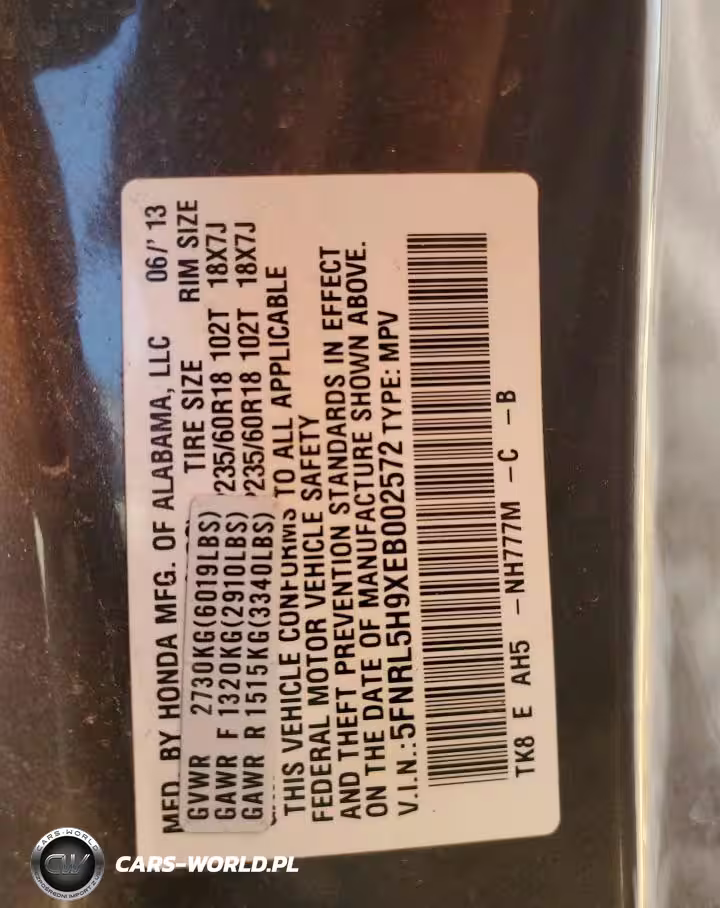 MFD. BY HONDA MFG. OF ALABAMA, LLC 06/' 13
TIRE SIZE RIM SIZE
GVWR 2730KG(6019LBS)
GAWR F 1320KG(2910LBS) P235/60R18 102T 18X7J
GAWR R 1515KG(3340LBS) P235/60R18 102T 18X7J
THIS VEHICLE CONFORMS TO ALL APPLICABLE
FEDERAL MOTOR VEHICLE SAFETY
AND THEFT PREVENTION STANDARDS IN EFFECT
ON THE DATE OF MANUFACTURE SHOWN ABOVE.
V.I.N.:5FNRL5H9XEB002572 TYPE: MPV
TK8 E AH5 -NH777M -C -B
CARS-WORLD
CW
CARS-WORLD.PL